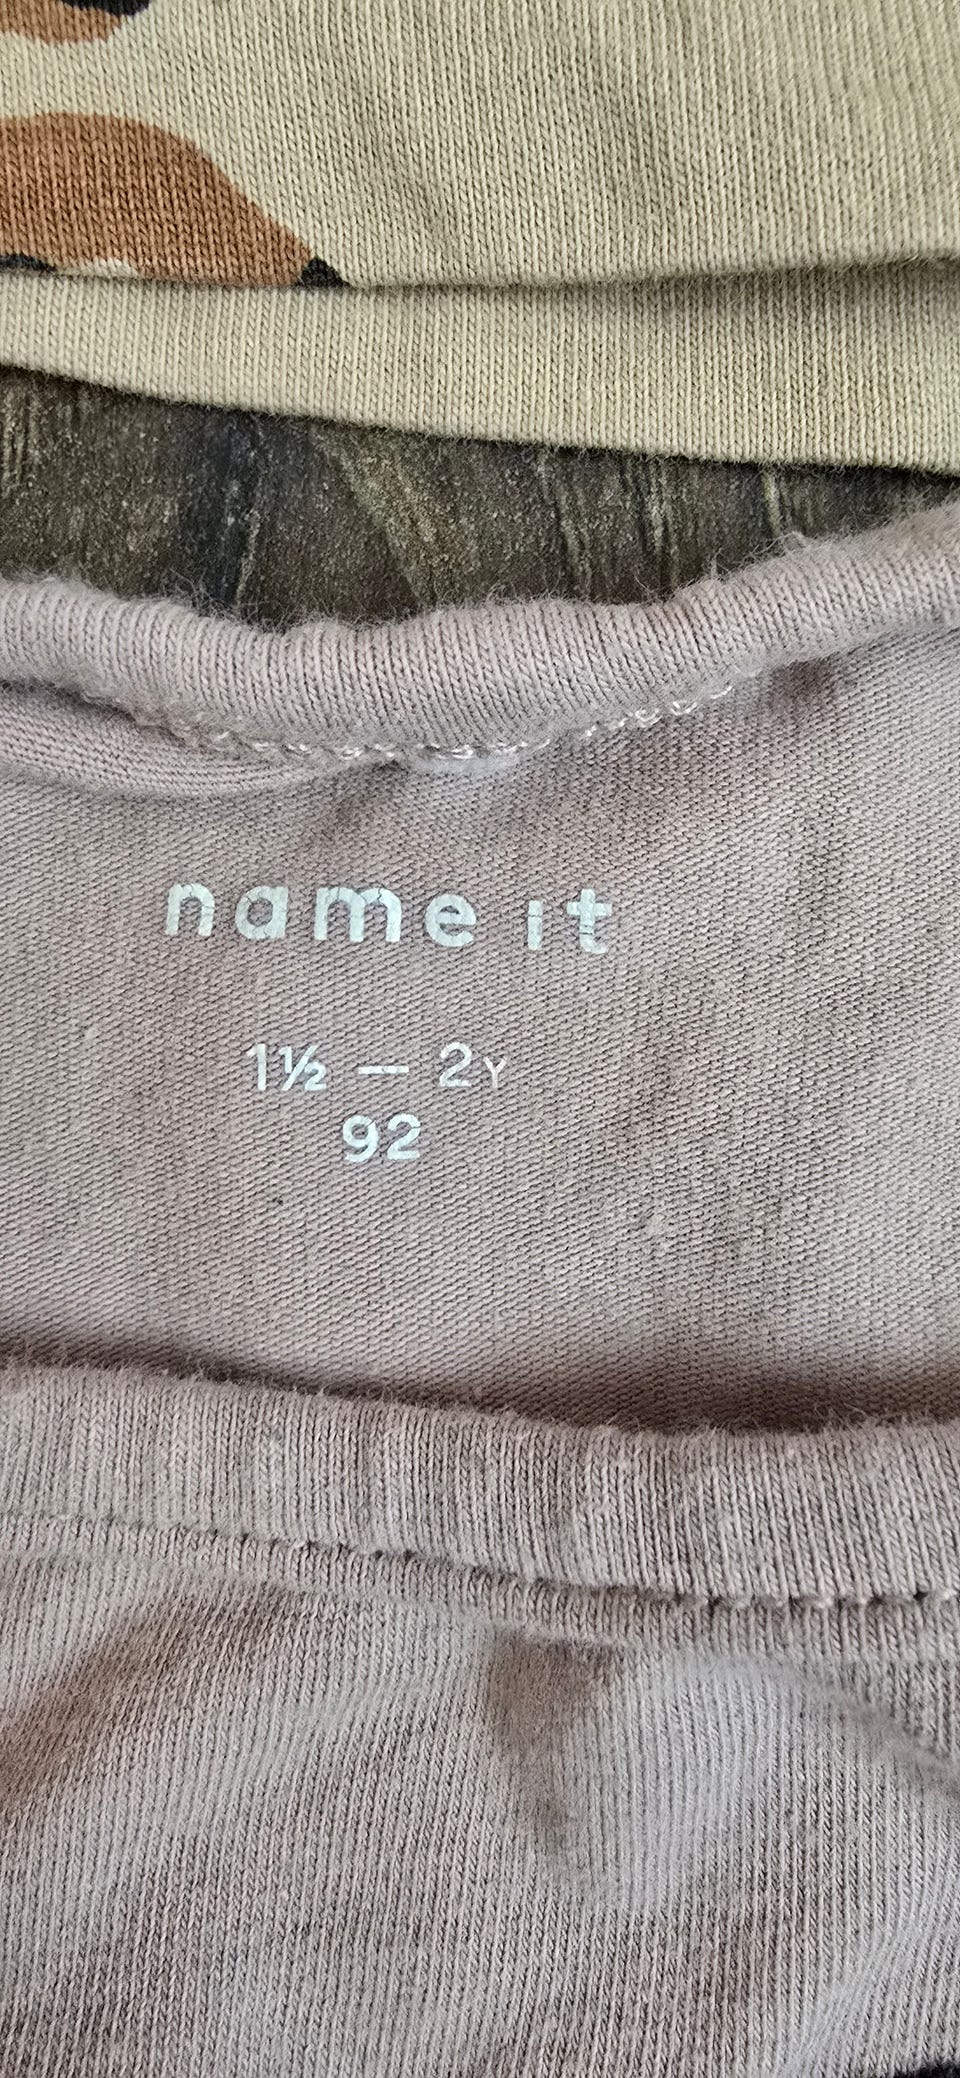 name it
1½ — 2Y
92